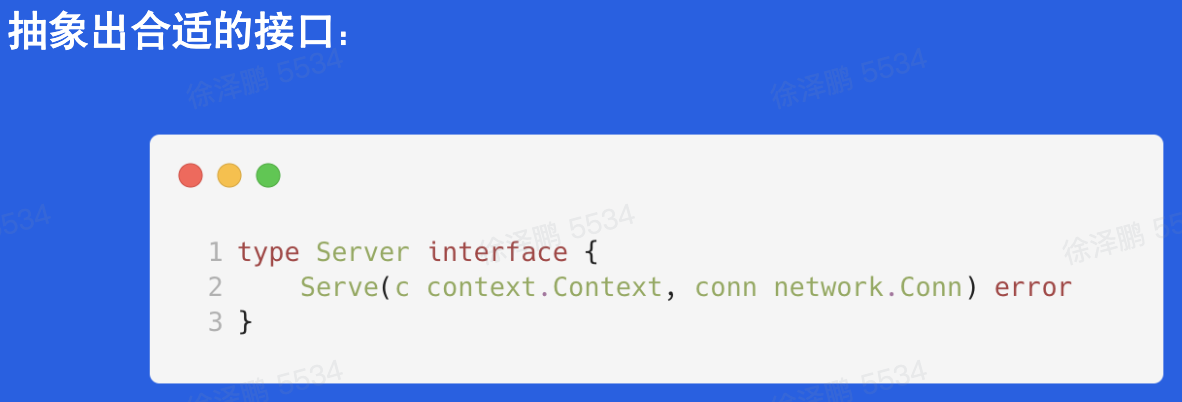 抽象出合适的接口：
徐泽鹏 5534
徐泽鹏 5534
5534
徐泽鹏 5534
徐泽鹏 55
1 type Server interface {
2 Serve(c context.Context, conn network.Conn) error
3 }
徐泽鹏 5534
徐泽鹏 5534